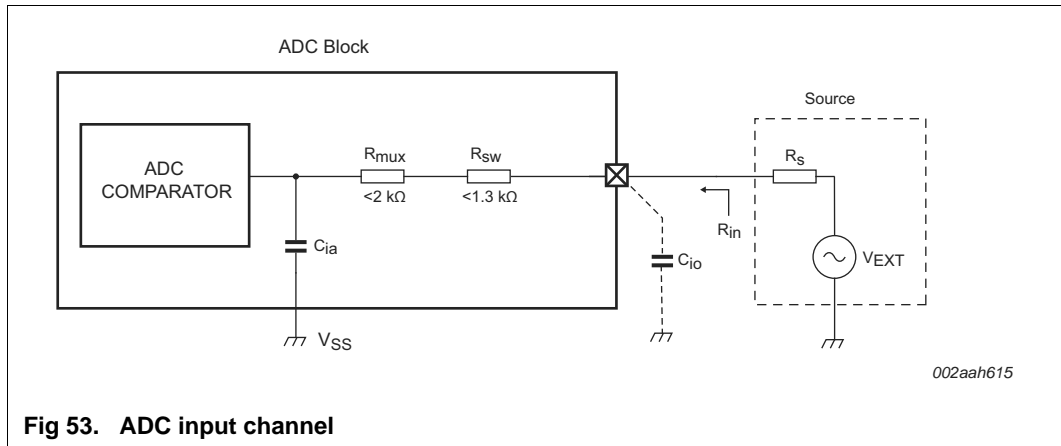 ADC Block
Source
ADC
COMPARATOR
Rmux
<2 kΩ
Rsw
<1.3 kΩ
Rs
Rin
Cia
Cio
VEXT
VSS
002aah615
Fig 53. ADC input channel